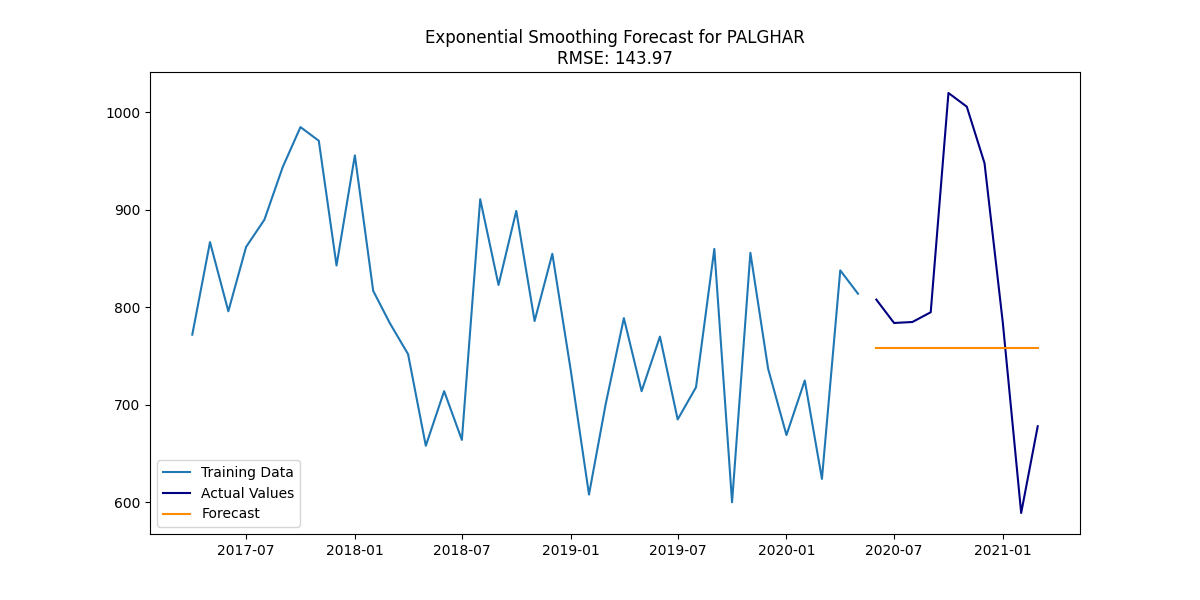 Exponential Smoothing Forecast for PALGHAR
RMSE: 143.97
1000
900
800
700
600
Training Data
Actual Values
Forecast
2017-07
2018-01
2018-07
2019-01
2019-07
2020-01
2020-07
2021-01